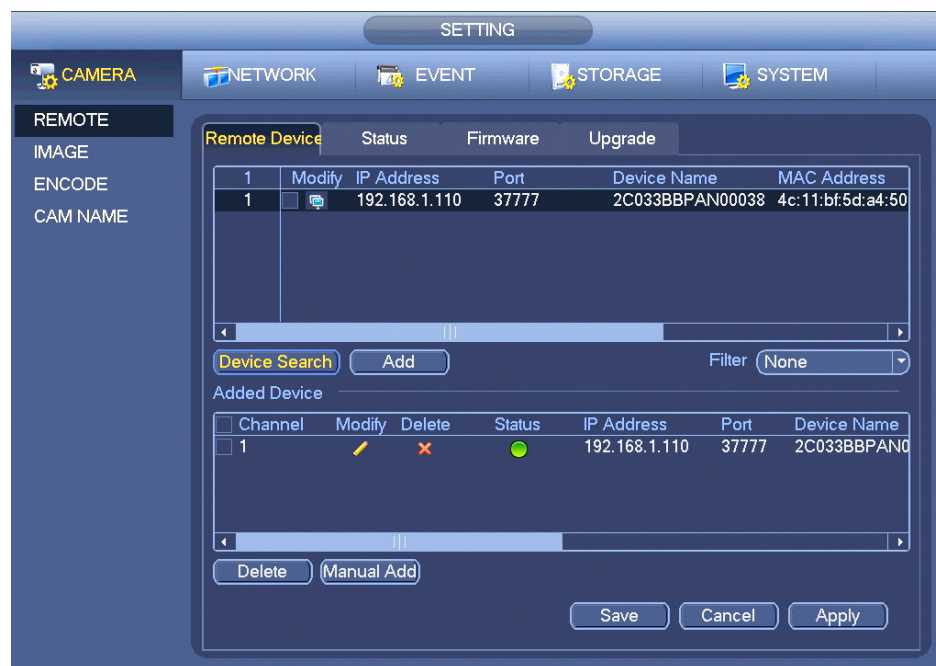 SETTING
CAMERA NETWORK EVENT STORAGE SYSTEM
REMOTE
IMAGE
ENCODE
CAM NAME
Remote Device Status Firmware Upgrade
1 Modify IP Address Port Device Name MAC Address
1 192.168.1.110 37777 2C033BBPAN00038 4c:11:bf:5d:a4:50
Device Search Add Filter None
Added Device
Channel Modify Delete Status IP Address Port Device Name
1 192.168.1.110 37777 2C033BBPAN0
Delete Manual Add
Save Cancel Apply